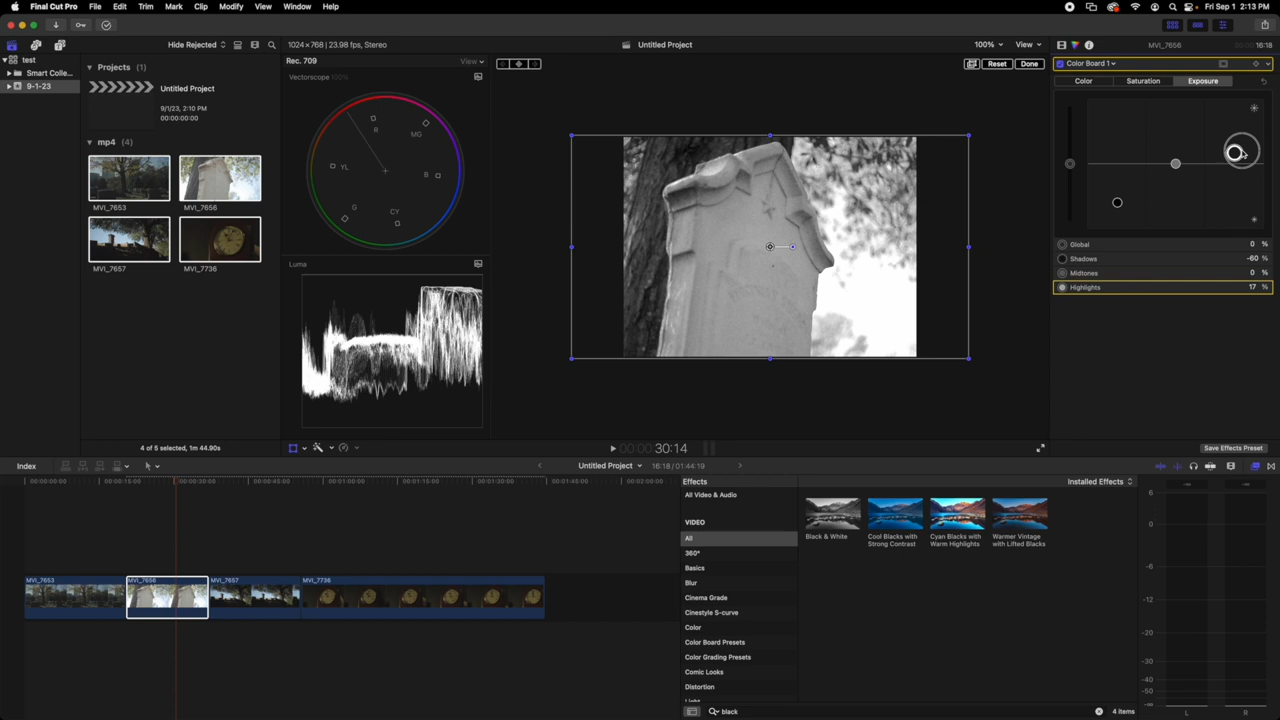 Final Cut Pro File Edit Trim Mark Clip Modify View Window Help Fri Sep 1 2:13 PM
Hide Rejected 1024×768 | 23.98 fps, Stereo Untitled Project 100% View MVI_7656 16:18
test
Smart Colle...
9-1-23
Projects (1)
Untitled Project
9/1/23, 2:10 PM
00:00:00:00
mp4 (4)
MVI_7653 MVI_7656
MVI_7657 MVI_7736
4 of 5 selected, 1m 44.90s
Rec. 709 View
Vectorscope 100%
R MG B CY G YL
Luma
Reset Done
Color Board 1
Color Saturation Exposure
Global 0 %
Shadows -60 %
Midtones 0 %
Highlights 17 %
00:00:00:30:14
Save Effects Preset
Index Untitled Project 16:18 / 01:44:19
00:00:00:00 00:00:15:00 00:00:30:00 00:00:45:00 00:01:00:00 00:01:15:00 00:01:30:00 00:01:45:00 00:02:00:00
MVI_7653 MVI_7656 MVI_7657 MVI_7736
Effects Installed Effects
All Video & Audio
VIDEO
All
360°
Basics
Blur
Cinema Grade
Cinestyle S-curve
Color
Color Board Presets
Color Grading Presets
Comic Looks
Distortion
Light
Black & White
Cool Blacks with Strong Contrast
Cyan Blacks with Warm Highlights
Warmer Vintage with Lifted Blacks
black 4 items
6
0
-6
-12
-20
-30
-40
-50
-∞
L R